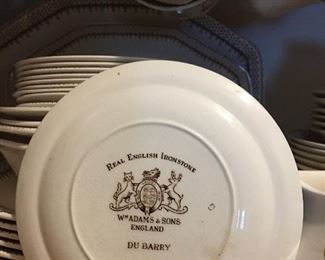 REAL ENGLISH IRONSTONE
WM ADAMS & SONS
ENGLAND
DU BARRY